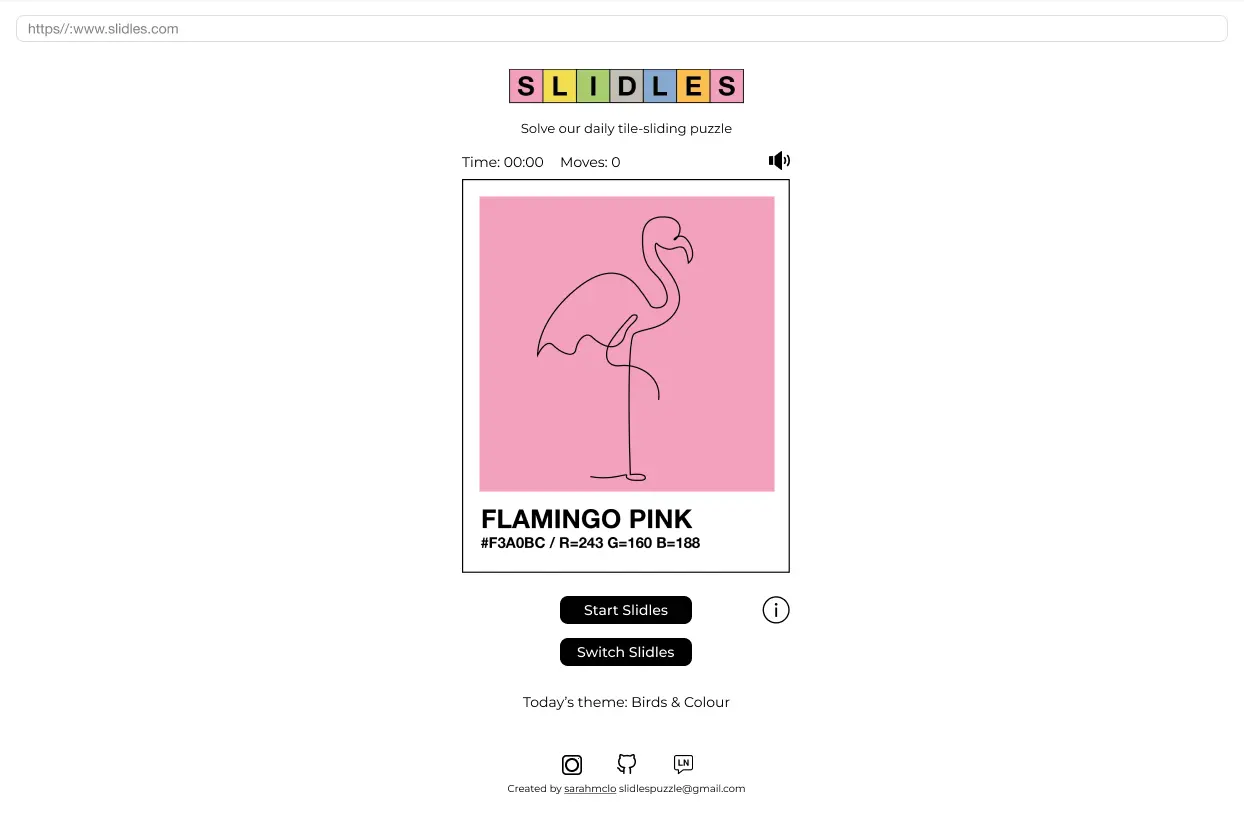 https//:www.slidles.com
SLIDLES
Solve our daily tile-sliding puzzle
Time: 00:00 Moves: 0
FLAMINGO PINK
#F3A0BC / R=243 G=160 B=188
Start Slidles
i
Switch Slidles
Today’s theme: Birds & Colour
LN
Created by sarahmclo slidlespuzzle@gmail.com